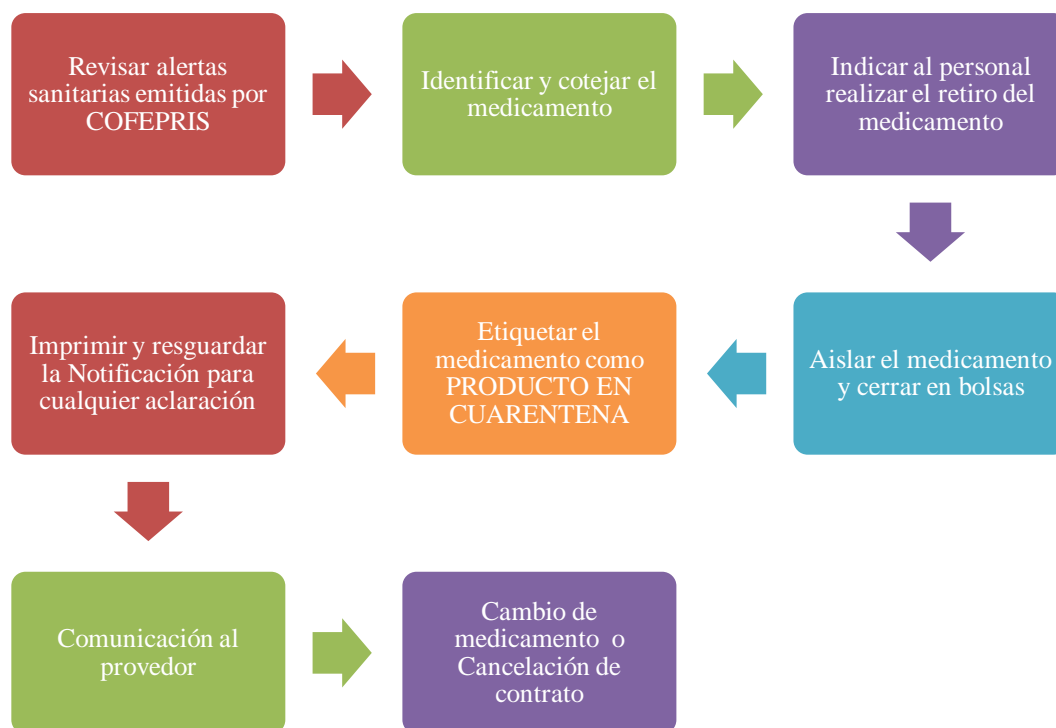 Revisar alertas
sanitarias emitidas por
COFEPRIS
Identificar y cotejar el
medicamento
Indicar al personal
realizar el retiro del
medicamento
Aislar el medicamento
y cerrar en bolsas
Etiquetar el
medicamento como
PRODUCTO EN
CUARENTENA
Imprimir y resguardar
la Notificación para
cualquier aclaración
Comunicación al
provedor
Cambio de
medicamento o
Cancelación de
contrato